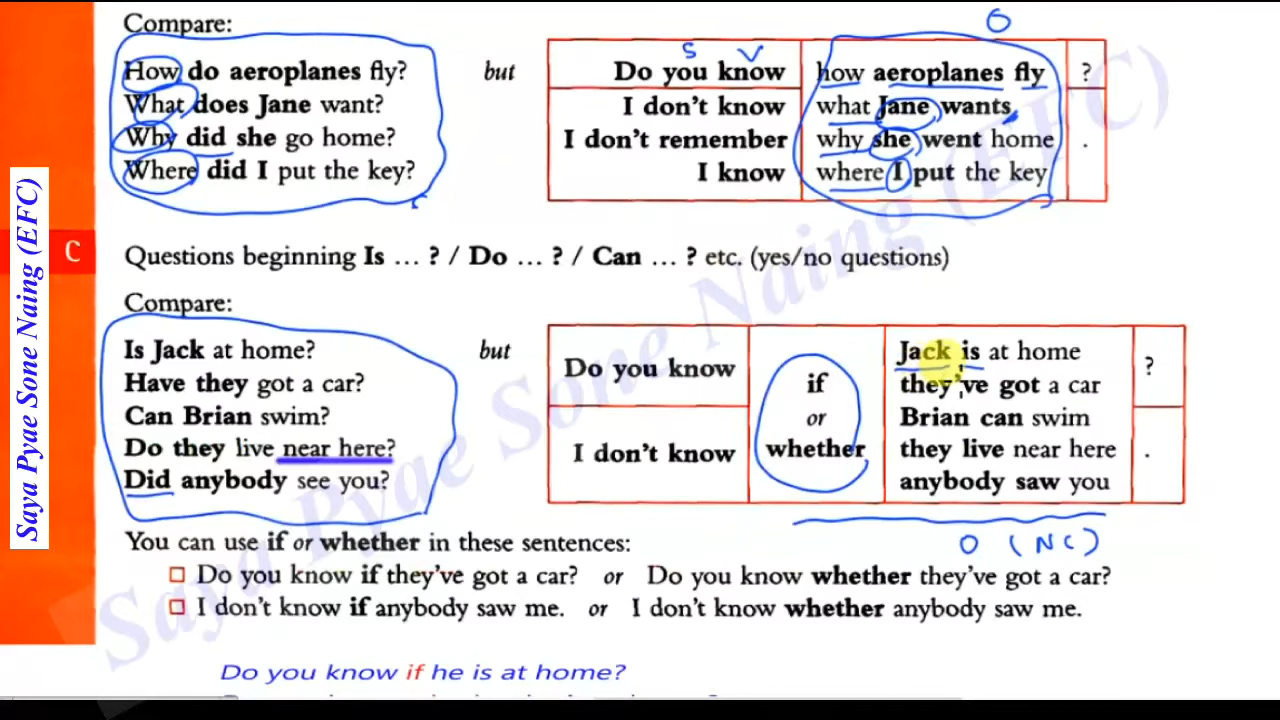 Compare:
How do aeroplanes fly?
What does Jane want?
Why did she go home?
Where did I put the key?
but
S V O
Do you know how aeroplanes fly ?
I don't know what Jane wants
I don't remember why she went home .
I know where I put the key
C
Questions beginning Is ... ? / Do ... ? / Can ... ? etc. (yes/no questions)
Compare:
Is Jack at home?
Have they got a car?
Can Brian swim?
Do they live near here?
Did anybody see you?
but
Do you know
I don't know
if
or
whether
Jack is at home
they've got a car
Brian can swim
they live near here
anybody saw you
?
.
O (NC)
You can use if or whether in these sentences:
Do you know if they've got a car? or Do you know whether they've got a car?
I don't know if anybody saw me. or I don't know whether anybody saw me.
Do you know if he is at home?
Saya Pyae Sone Naing (EFC)
Saya Pyae Sone Naing (EFC)